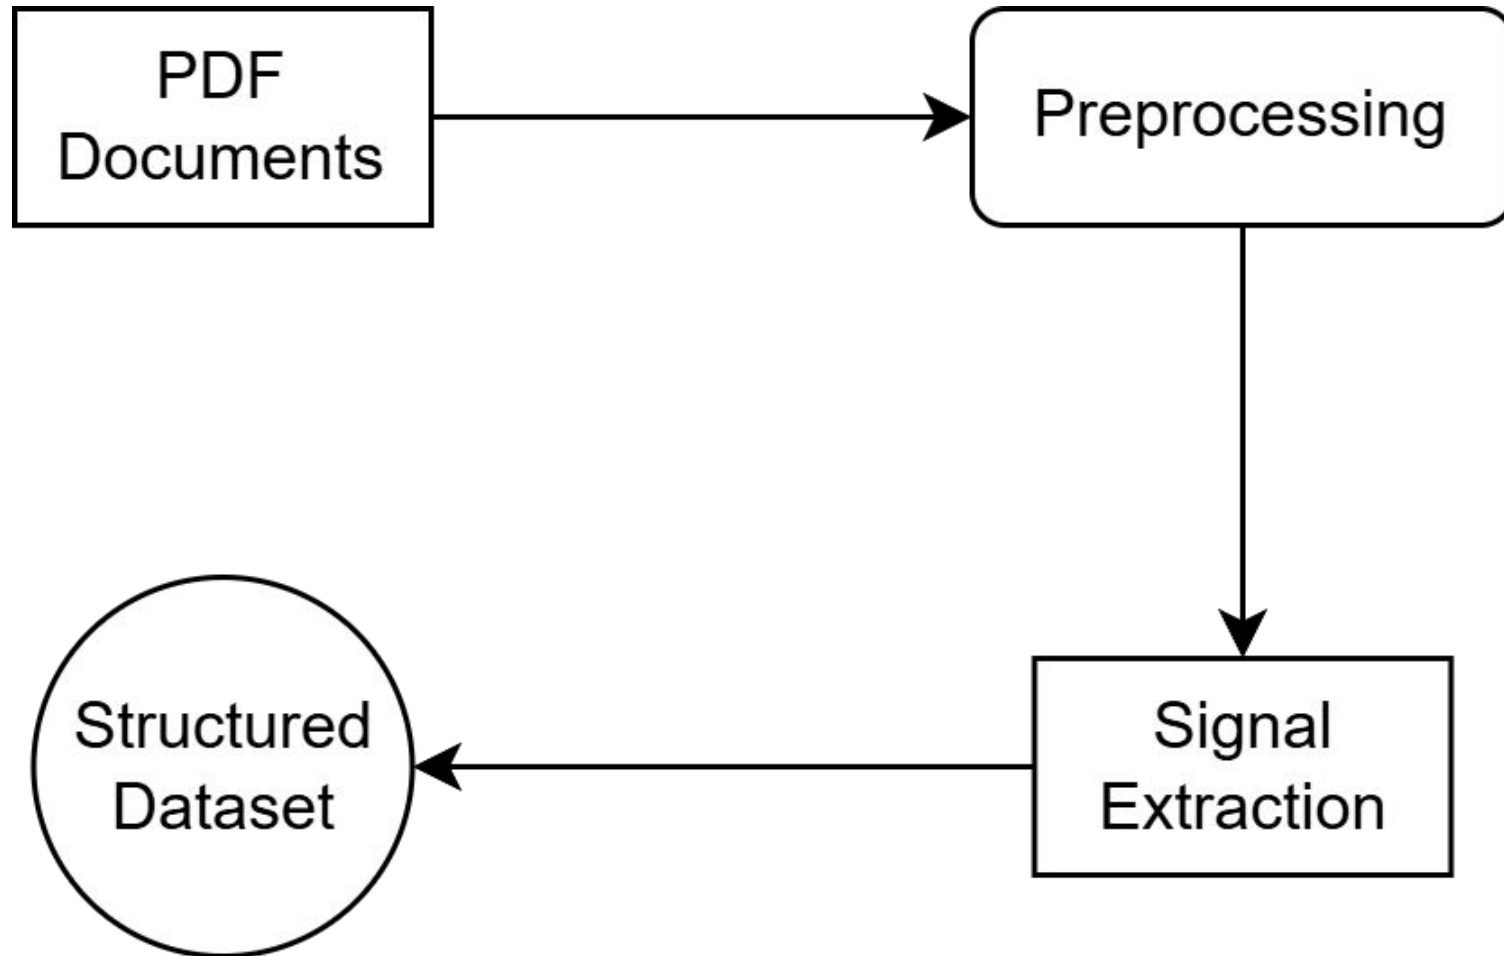 PDF
Documents
Preprocessing
Signal
Extraction
Structured
Dataset